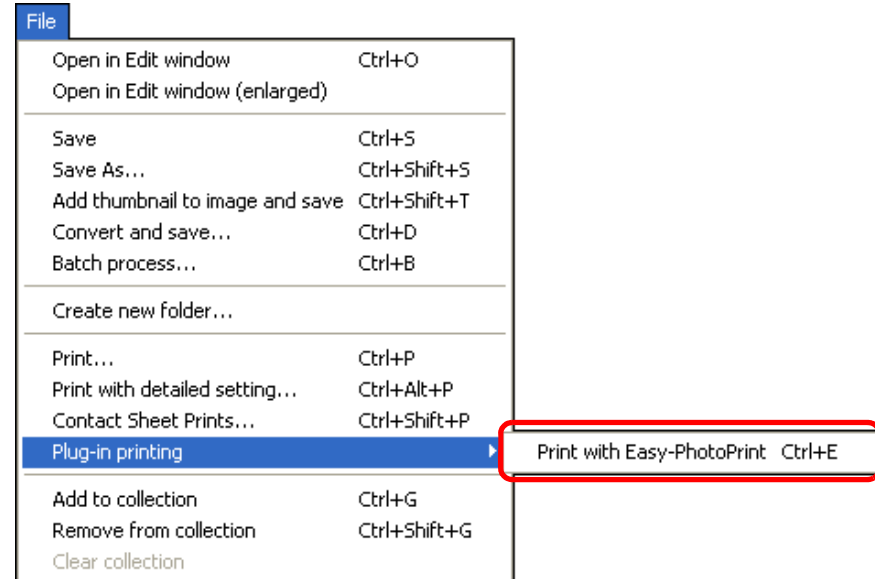 File
Open in Edit window Ctrl+O
Open in Edit window (enlarged)
Save Ctrl+S
Save As... Ctrl+Shift+S
Add thumbnail to image and save Ctrl+Shift+T
Convert and save... Ctrl+D
Batch process... Ctrl+B
Create new folder...
Print... Ctrl+P
Print with detailed setting... Ctrl+Alt+P
Contact Sheet Prints... Ctrl+Shift+P
Plug-in printing Print with Easy-PhotoPrint Ctrl+E
Add to collection Ctrl+G
Remove from collection Ctrl+Shift+G
Clear collection